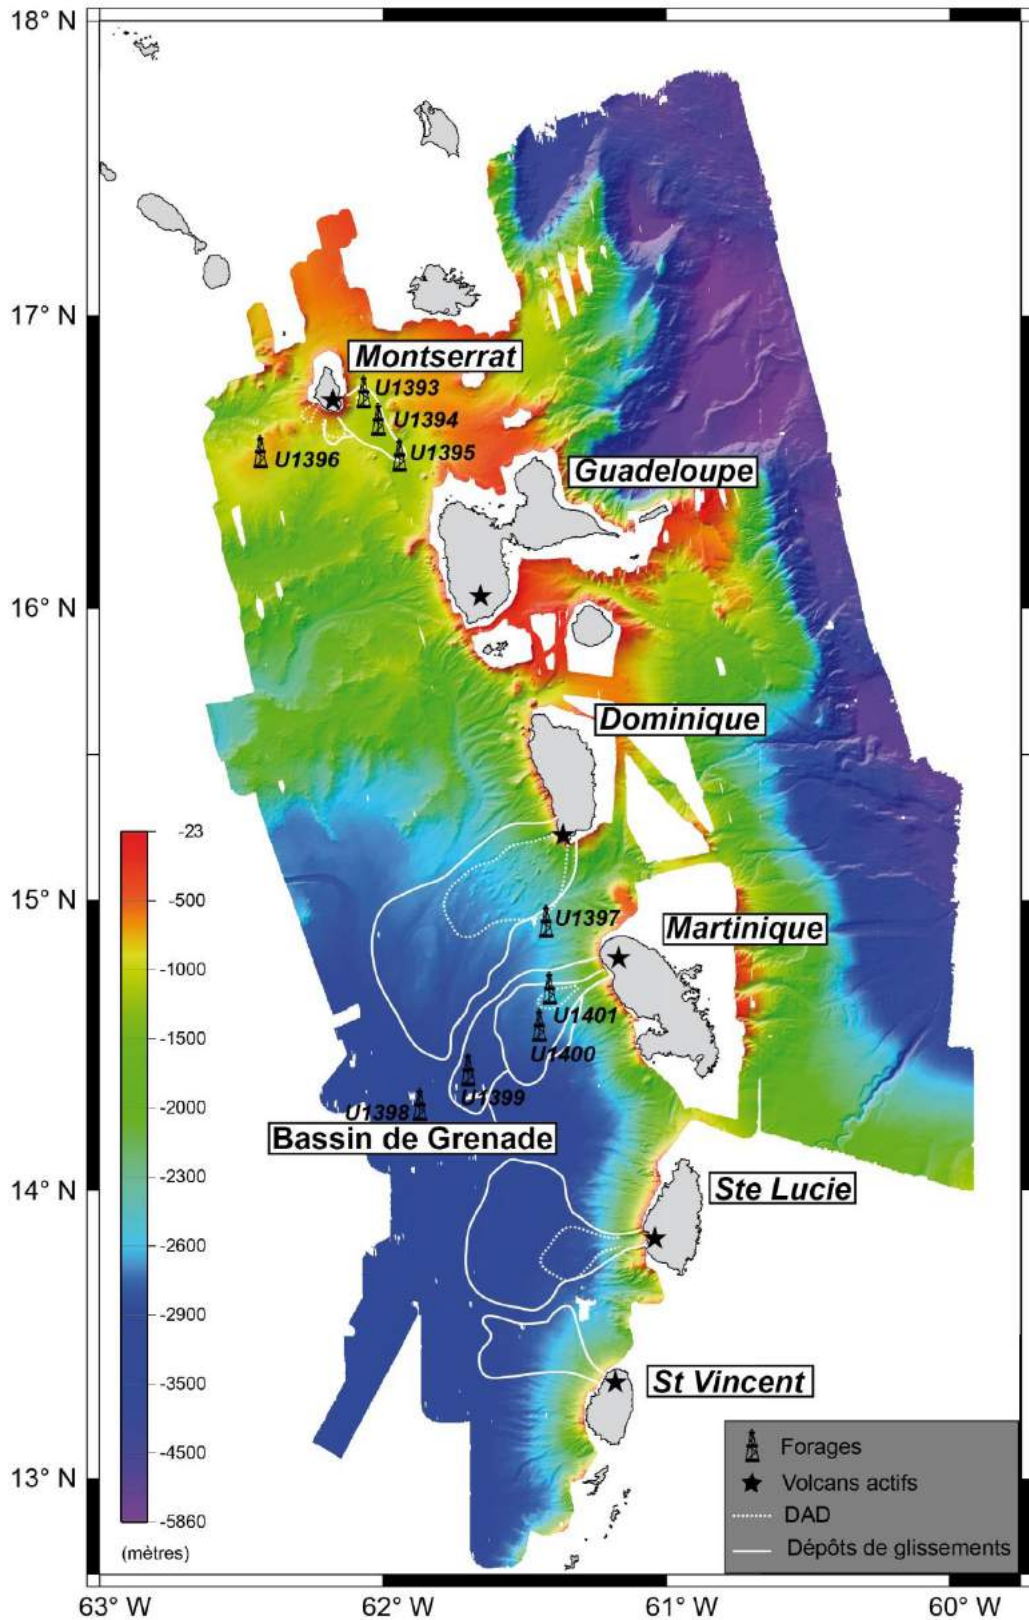 18° N
17° N
Montserrat
U1393
U1394
U1395
U1396
Guadeloupe
16° N
Dominique
-23
-500
-1000
-1500
-2000
-2300
-2600
-2900
-3500
-4500
-5860
(mètres)
15° N
U1397
Martinique
U1401
U1400
U1399
U1398
Bassin de Grenade
14° N
Ste Lucie
St Vincent
13° N
Forages
Volcans actifs
DAD
Dépôts de glissements
63° W
62° W
61° W
60° W